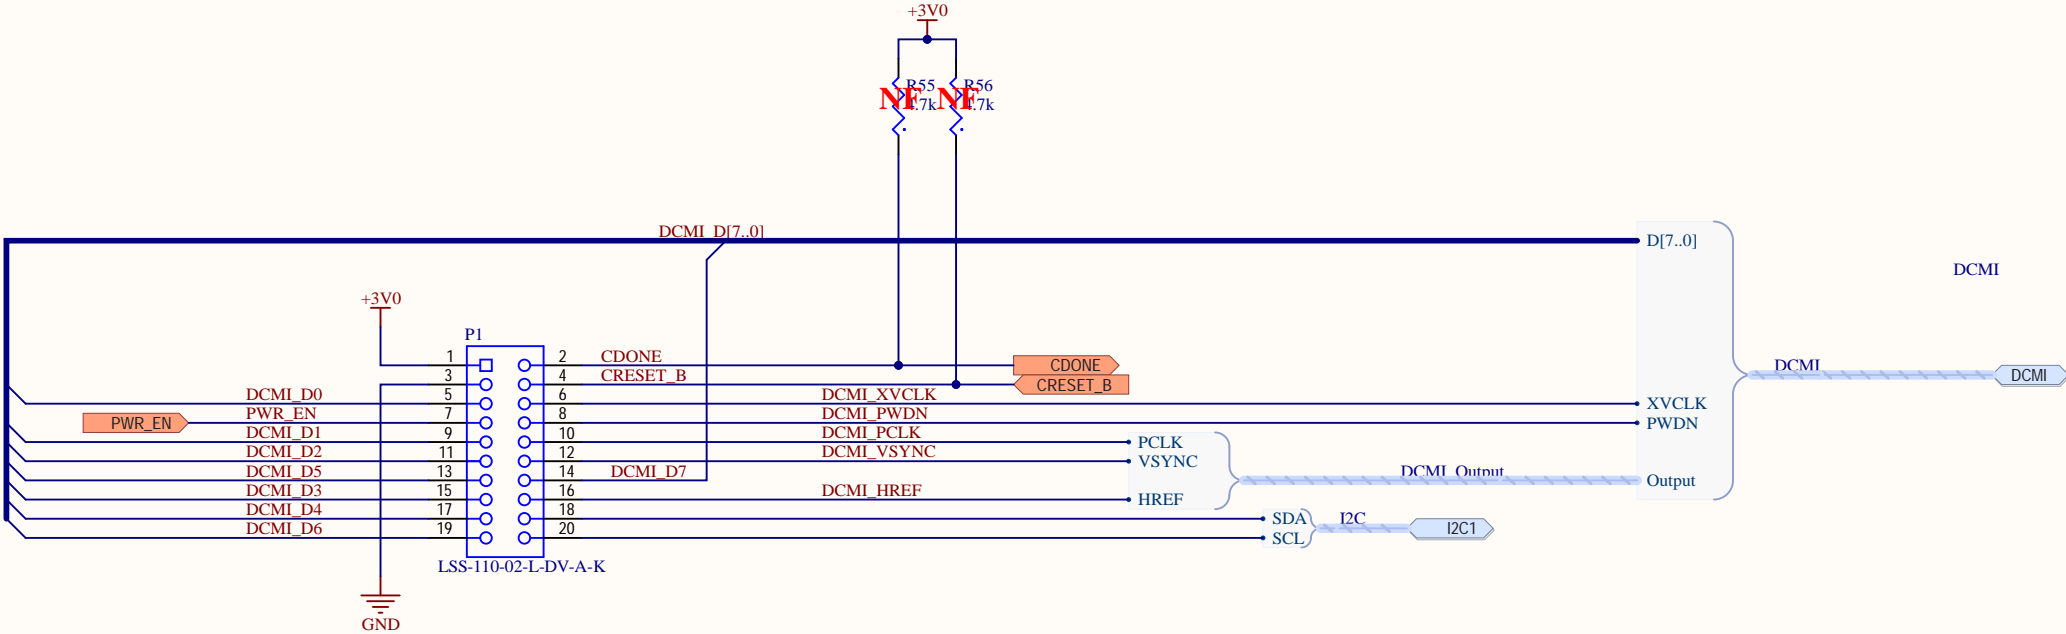 +3V0
R55 R56
NF NF
4.7k 4.7k
DCMI_D[7..0]
D[7..0]
DCMI
+3V0
P1
1 2 CDONE CDONE
3 4 CRESET_B CRESET_B
DCMI
DCMI
DCMI_D0 5 6 DCMI_XVCLK XVCLK
PWR_EN PWR_EN 7 8 DCMI_PWDN PWDN
DCMI_D1 9 10 DCMI_PCLK PCLK
DCMI_D2 11 12 DCMI_VSYNC VSYNC
DCMI_D5 13 14 DCMI_D7 DCMI_Output Output
DCMI_D3 15 16 DCMI_HREF HREF
DCMI_D4 17 18 SDA I2C
DCMI_D6 19 20 SCL I2C1
LSS-110-02-L-DV-A-K
GND